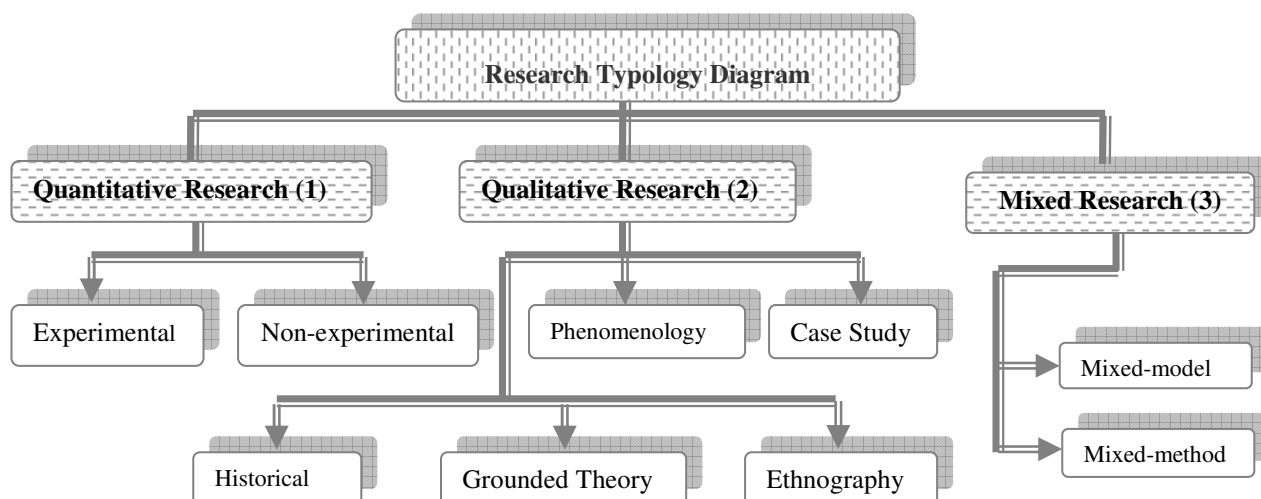 Research Typology Diagram
Quantitative Research (1)
Qualitative Research (2)
Mixed Research (3)
Experimental
Non-experimental
Phenomenology
Case Study
Mixed-model
Historical
Grounded Theory
Ethnography
Mixed-method